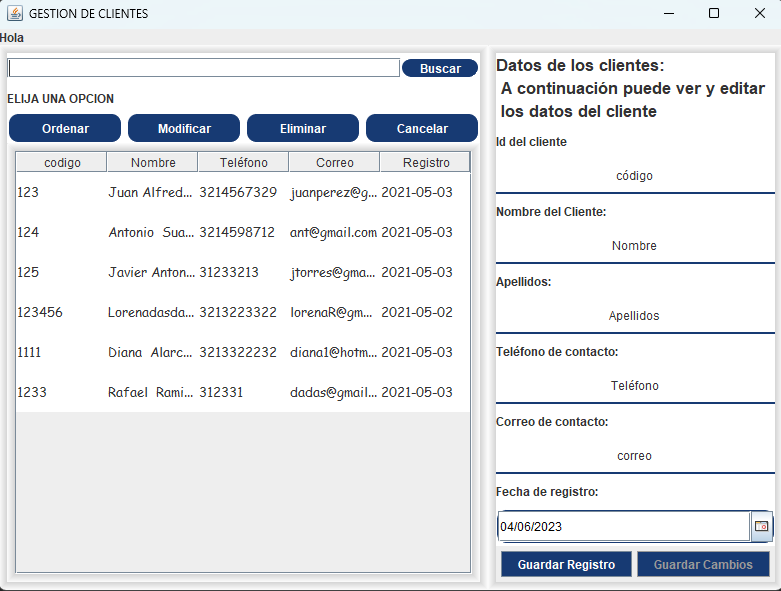 GESTION DE CLIENTES
Hola
Buscar
ELIJA UNA OPCION
Ordenar Modificar Eliminar Cancelar
codigo Nombre Teléfono Correo Registro
123 Juan Alfred... 3214567329 juanperez@g... 2021-05-03
124 Antonio Sua... 3214598712 ant@gmail.com 2021-05-03
125 Javier Anton... 31233213 jtorres@gma... 2021-05-03
123456 Lorenadasda... 3213223322 lorenaR@gm... 2021-05-02
1111 Diana Alarc... 3213322232 diana1@hotm... 2021-05-03
1233 Rafael Rami... 312331 dadas@gmail... 2021-05-03
Datos de los clientes:
A continuación puede ver y editar
los datos del cliente
Id del cliente
código
Nombre del Cliente:
Nombre
Apellidos:
Apellidos
Teléfono de contacto:
Teléfono
Correo de contacto:
correo
Fecha de registro:
04/06/2023
Guardar Registro Guardar Cambios